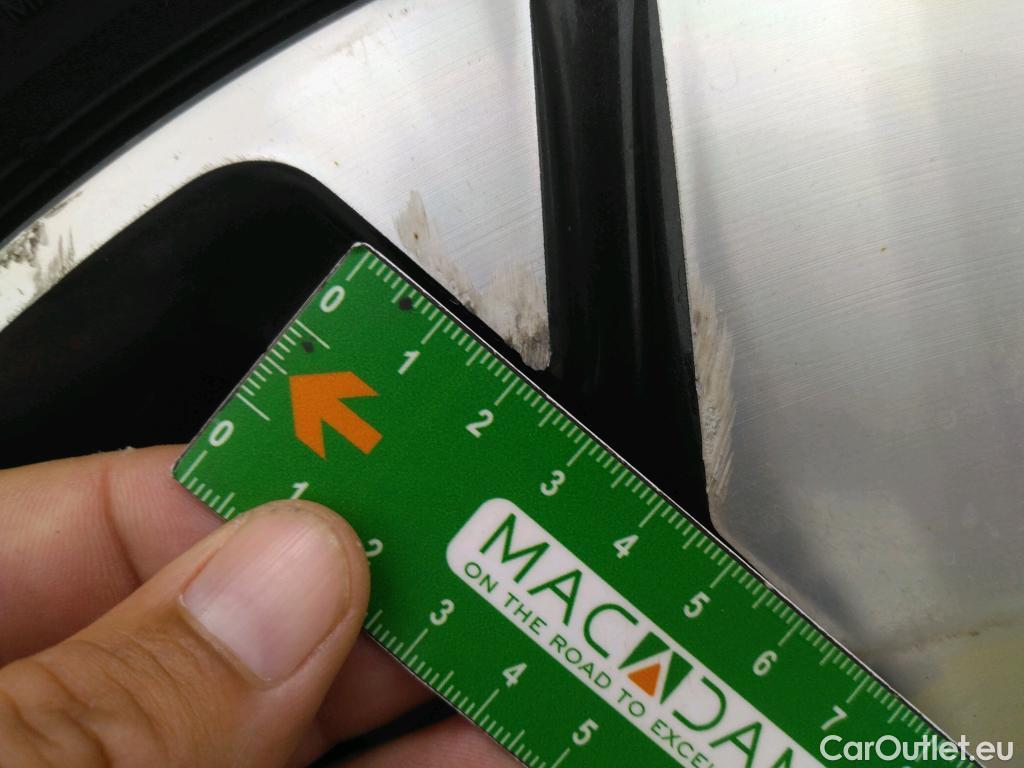 0 1 2 3 4 5 6 7
0 1 2 3 4 5
MACADAM
ON THE ROAD TO EXCEL
CarOutlet.eu